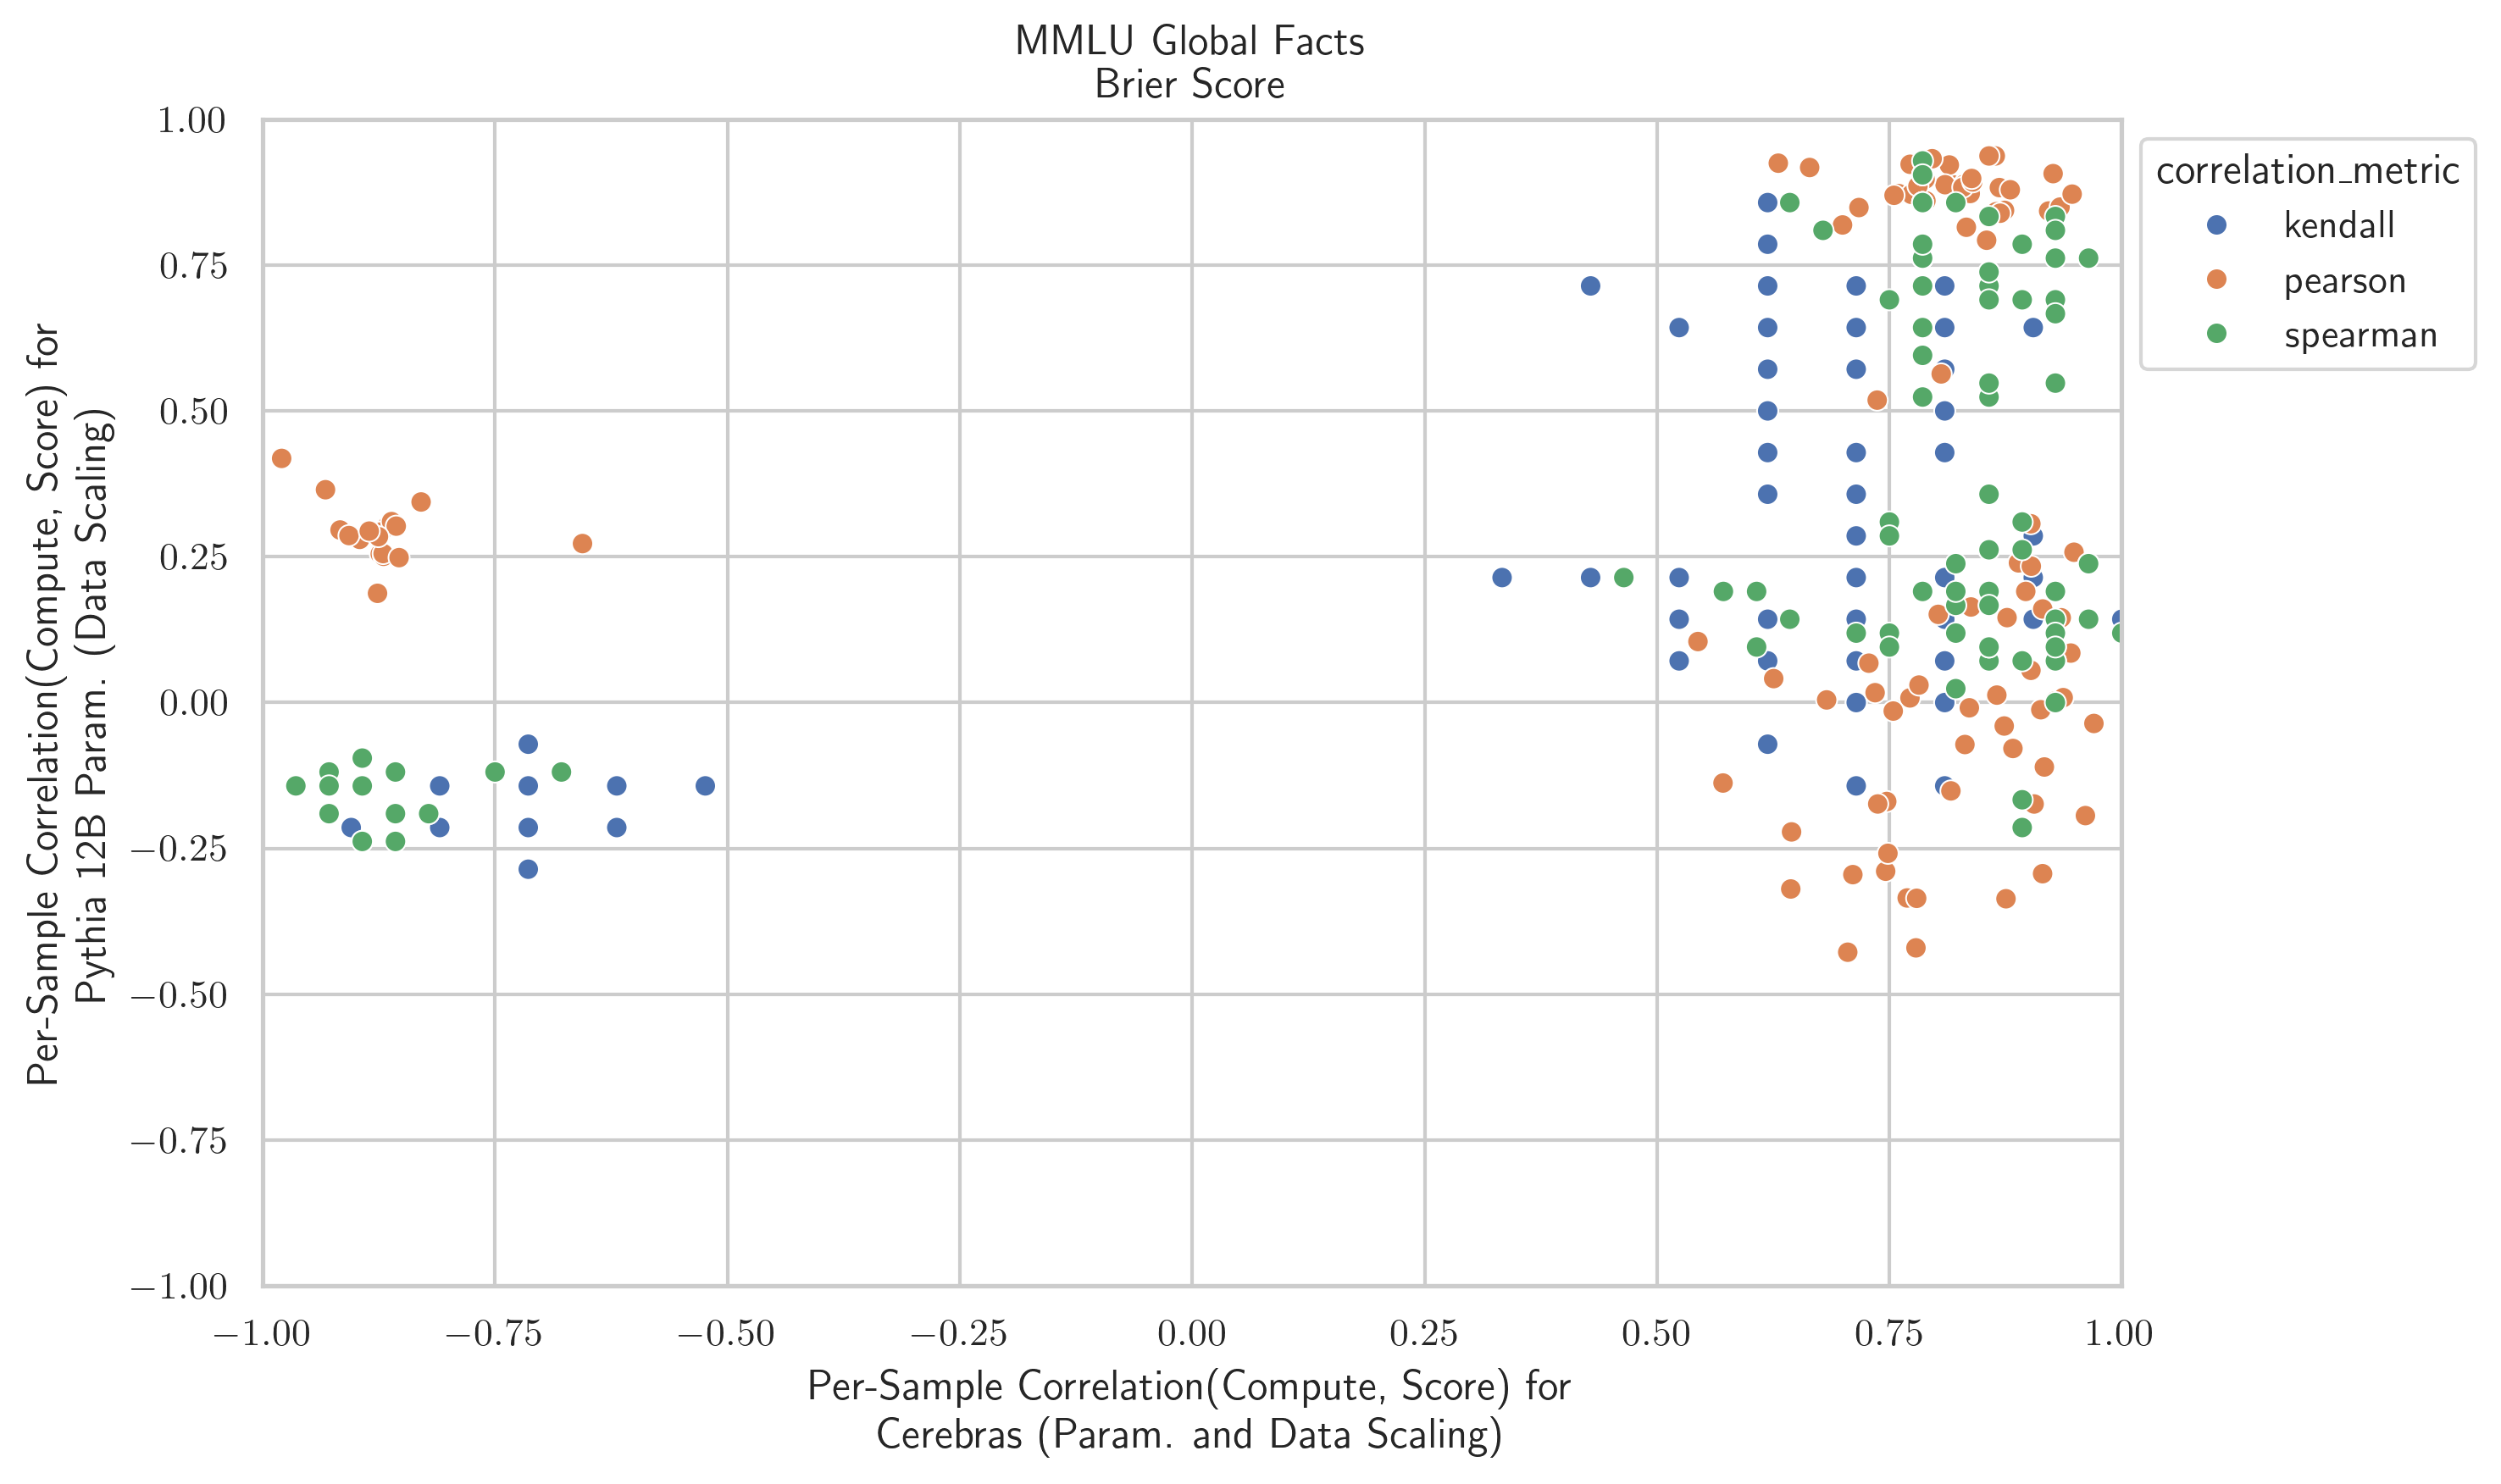 MMLU Global Facts
Brier Score
Per-Sample Correlation(Compute, Score) for
Pythia 12B Param. (Data Scaling)
1.00
0.75
0.50
0.25
0.00
−0.25
−0.50
−0.75
−1.00
−1.00
−0.75
−0.50
−0.25
0.00
0.25
0.50
0.75
1.00
Per-Sample Correlation(Compute, Score) for
Cerebras (Param. and Data Scaling)
correlation_metric
kendall
pearson
spearman